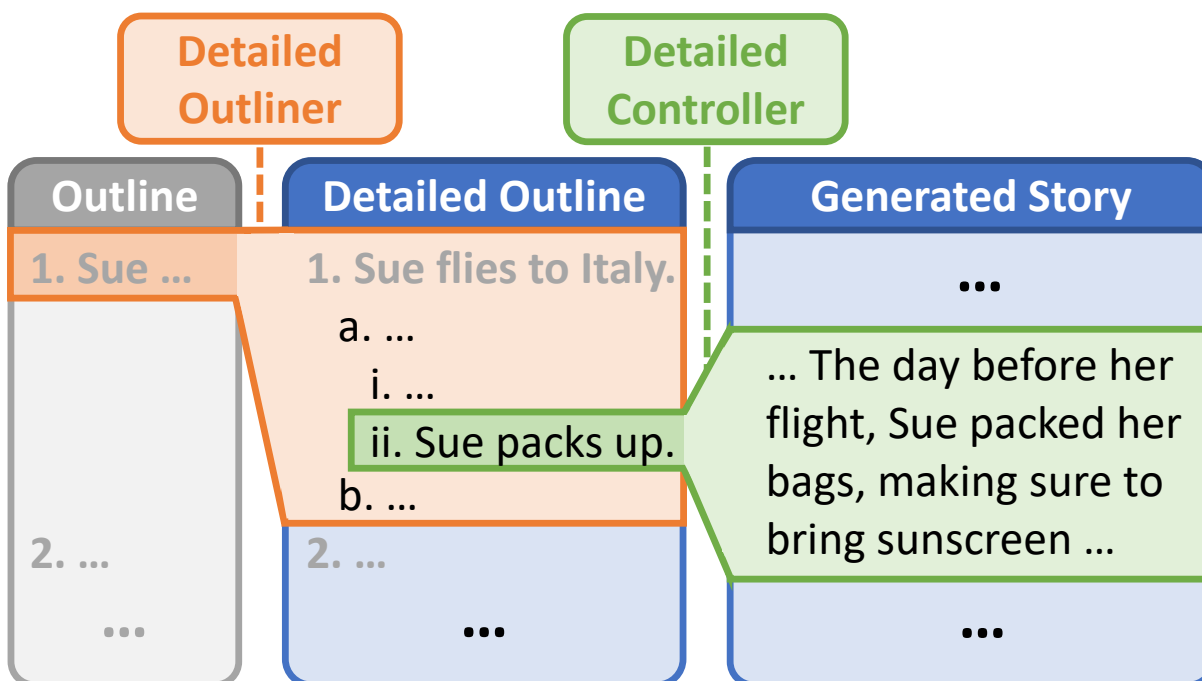 Detailed
Outliner
Detailed
Controller
Outline
1. Sue ...
2. ...
...
Detailed Outline
1. Sue flies to Italy.
a. ...
i. ...
ii. Sue packs up.
b. ...
2. ...
...
Generated Story
...
... The day before her
flight, Sue packed her
bags, making sure to
bring sunscreen ...
...